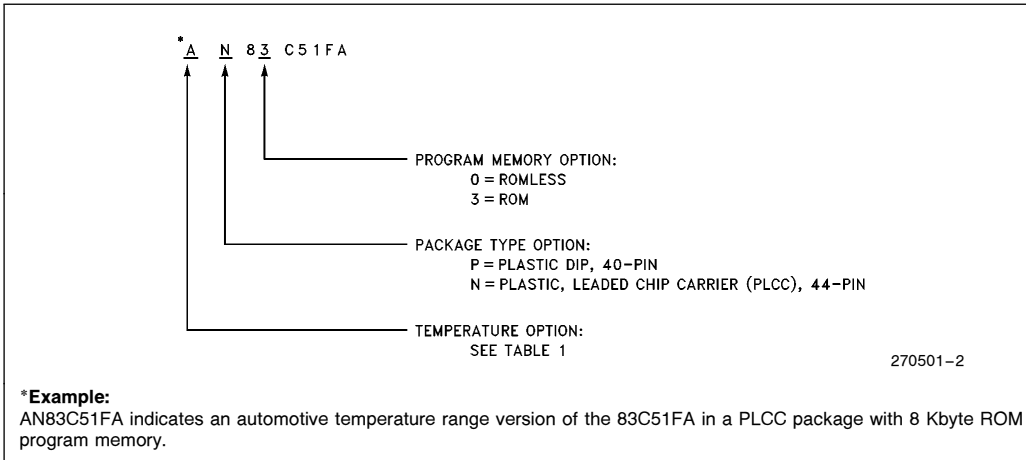 *A N 83 C51FA
PROGRAM MEMORY OPTION:
0 = ROMLESS
3 = ROM
PACKAGE TYPE OPTION:
P = PLASTIC DIP, 40-PIN
N = PLASTIC, LEADED CHIP CARRIER (PLCC), 44-PIN
TEMPERATURE OPTION:
SEE TABLE 1
270501-2
*Example:
AN83C51FA indicates an automotive temperature range version of the 83C51FA in a PLCC package with 8 Kbyte ROM
program memory.